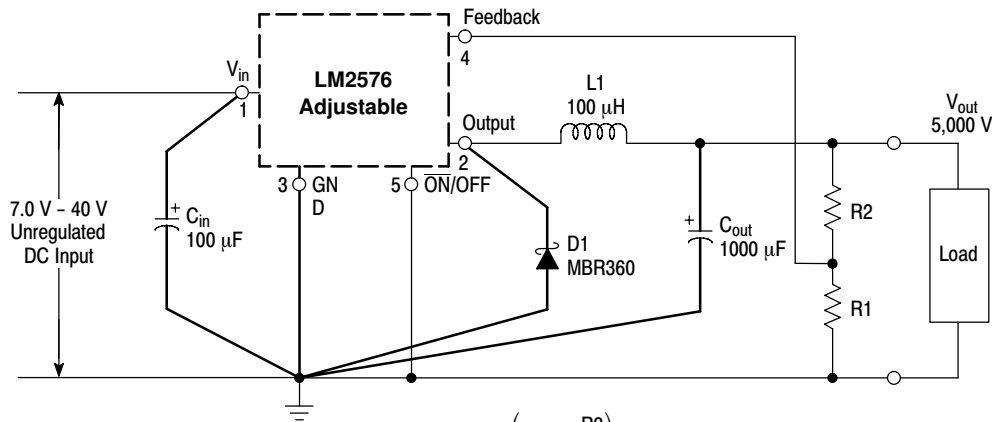 Feedback
4
V_in
1
LM2576
Adjustable
L1
100 μH
V_out
5,000 V
Output
2
3
GN
D
5
ON/OFF
7.0 V - 40 V
Unregulated
DC Input
+
C_in
100 μF
D1
MBR360
+
C_out
1000 μF
R2
R1
Load
R2